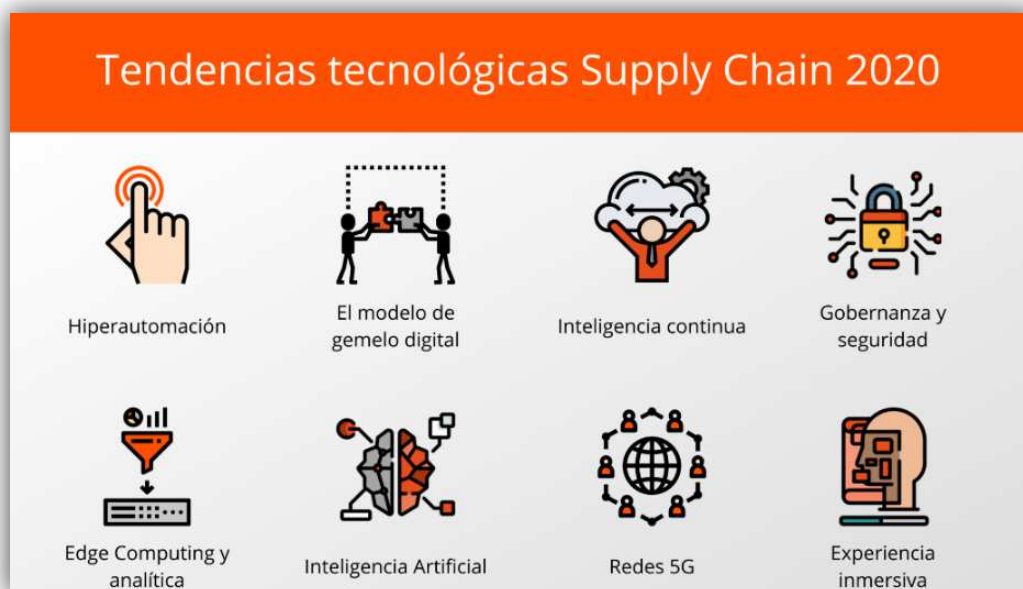 Tendencias tecnológicas Supply Chain 2020
Hiperautomación
El modelo de
gemelo digital
Inteligencia continua
Gobernanza y
seguridad
Edge Computing y
analítica
Inteligencia Artificial
Redes 5G
Experiencia
inmersiva